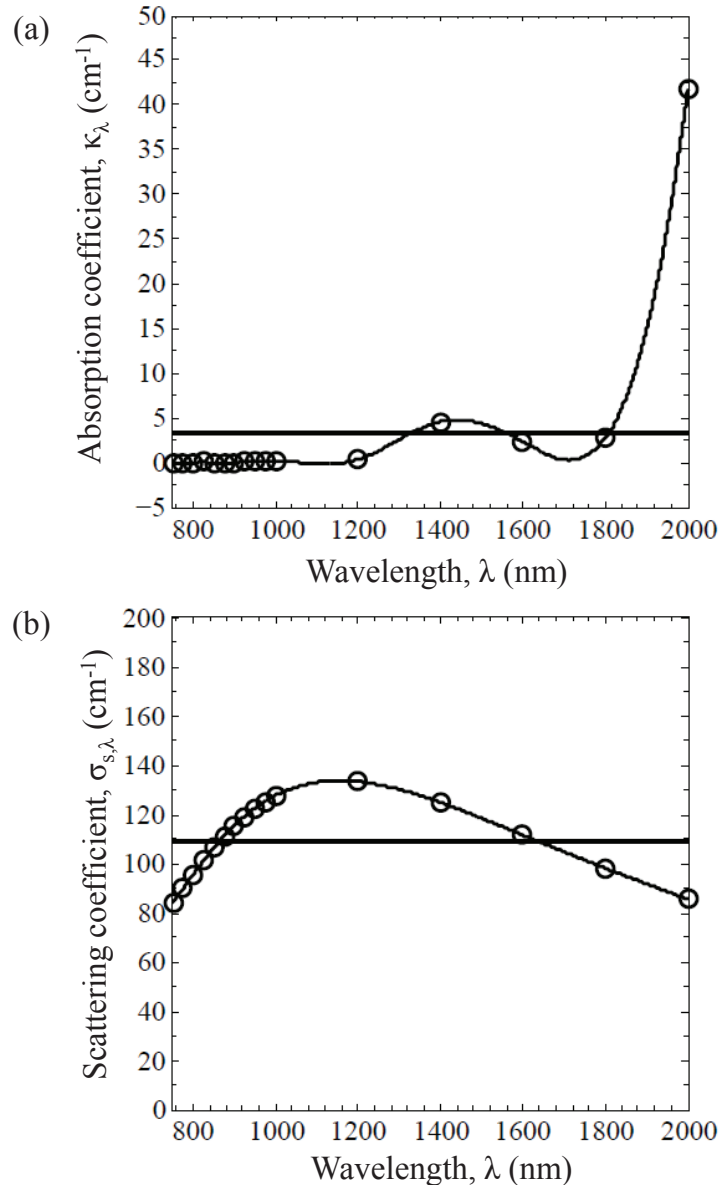 (a)
Absorption coefficient, κλ (cm-1)
50
45
40
35
30
25
20
15
10
5
0
−5
800 1000 1200 1400 1600 1800 2000
Wavelength, λ (nm)
(b)
Scattering coefficient, σs,λ (cm-1)
200
180
160
140
120
100
80
60
40
20
0
800 1000 1200 1400 1600 1800 2000
Wavelength, λ (nm)